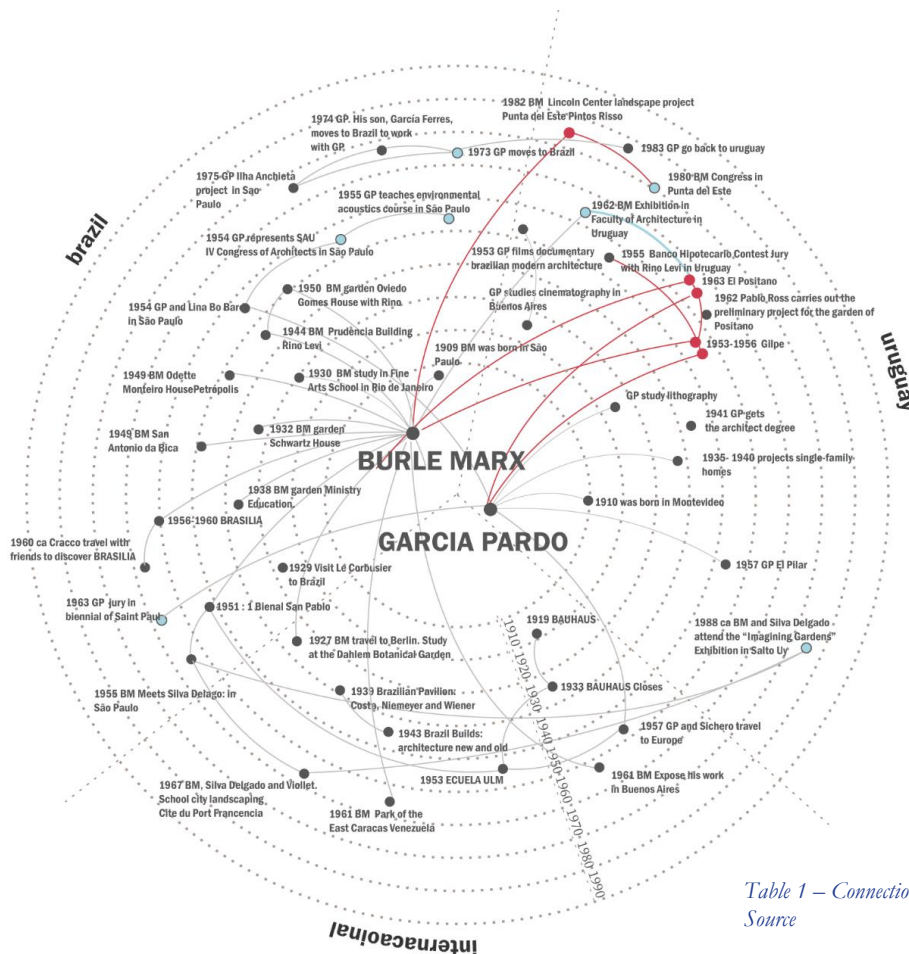 1982 BM Lincoln Center landscape project
Punta del Este Pintos Risso
1974 GP. His son, García Ferres,
moves to Brazil to work
with GP.
1973 GP moves to Brazil
1983 GP go back to uruguay
1975 GP Ilha Anchieta
project in Sao
Paulo
1955 GP teaches environmental
acoustics course in São Paulo
1980 BM Congress in
Punta del Este
1962 BM Exhibition in
Faculty of Architecture in
Uruguay
brazil
1954 GP represents SAU
IV Congress of Architects in São Paulo
1953 GP films documentary
brazilian modern architecture
1955 Banco Hipotecario Contest Jury
with Rino Levi in Uruguay
1963 El Positano
1950 BM garden Oviedo
Gomes House with Rino
GP studies cinematography in
Buenos Aires
1962 Pablo Ross carries out the
preliminary project for the garden of
Positano
1954 GP and Lina Bo Bardi
in São Paulo
1944 BM Prudencia Building
Rino Levi
1909 BM was born in São
Paulo
1953-1956 Gilpe
uruguay
1949 BM Odette
Monteiro HousePetrópolis
1930 BM study in Fine
Arts School in Rio de Janeiro
GP study lithography
1941 GP gets
the architect degree
1949 BM San
Antonio da Bica
1932 BM garden
Schwartz House
BURLE MARX
1935- 1940 projects single-family
homes
1938 BM garden Ministry
Education
1910 was born in Montevideo
1956-1960 BRASILIA
GARCIA PARDO
1960 ca Cracco travel with
friends to discover BRASILIA
1929 Visit Le Corbusier
to Brazil
1957 GP El Pilar
1963 GP jury in
biennial of Saint Paul
1951 : 1 Bienal San Pablo
1919 BAUHAUS
1988 ca BM and Silva Delgado
attend the “Imagining Gardens”
Exhibition in Salto Uy
1927 BM travel to Berlin. Study
at the Dahlem Botanical Garden
1955 BM Meets Silva Delago: in
São Paulo
1939 Brazilian Pavilion:
Costa, Niemeyer and Wiener
1933 BAUHAUS Closes
1943 Brazil Builds:
architecture new and old
1957 GP and Sichero travel
to Europe
1967 BM, Silva Delgado and Viollet.
School city landscaping
Cite du Port Francencia
1953 ECUELA ULM
1961 BM Expose his work
in Buenos Aires
1961 BM Park of the
East Caracas Venezuela
1910 1920 1930 1940 1950 1960 1970 1980 1990
internacaoinal
Table 1 – Connectio
Source